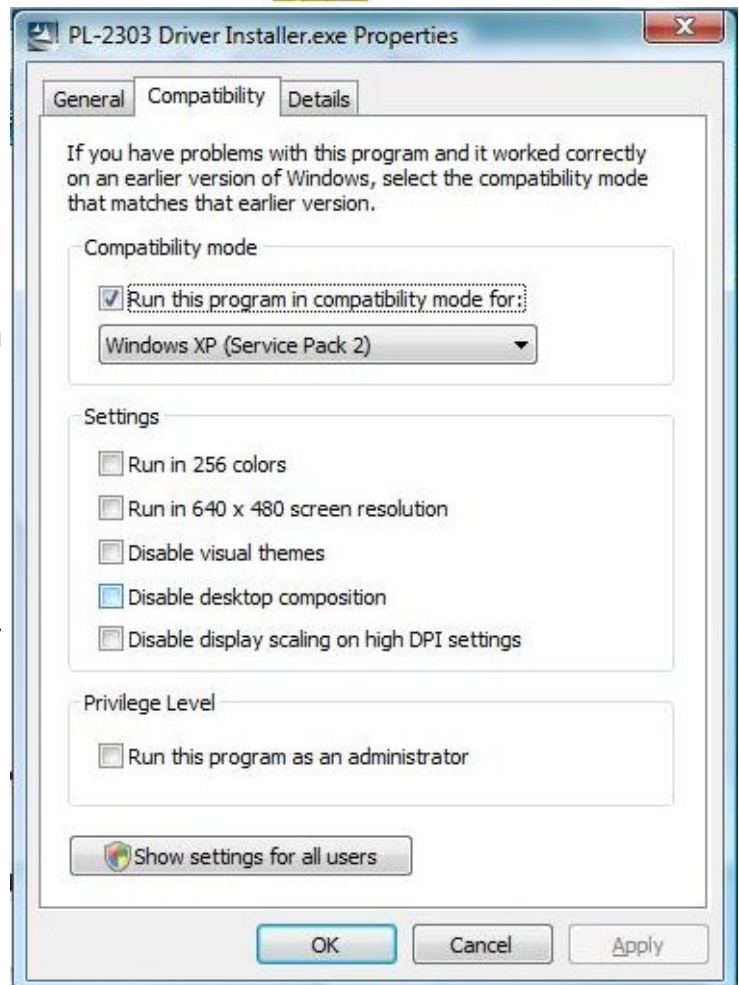 PL-2303 Driver Installer.exe Properties
General Compatibility Details
If you have problems with this program and it worked correctly
on an earlier version of Windows, select the compatibility mode
that matches that earlier version.
Compatibility mode
Run this program in compatibility mode for:
Windows XP (Service Pack 2)
Settings
Run in 256 colors
Run in 640 x 480 screen resolution
Disable visual themes
Disable desktop composition
Disable display scaling on high DPI settings
Privilege Level
Run this program as an administrator
Show settings for all users
OK Cancel Apply